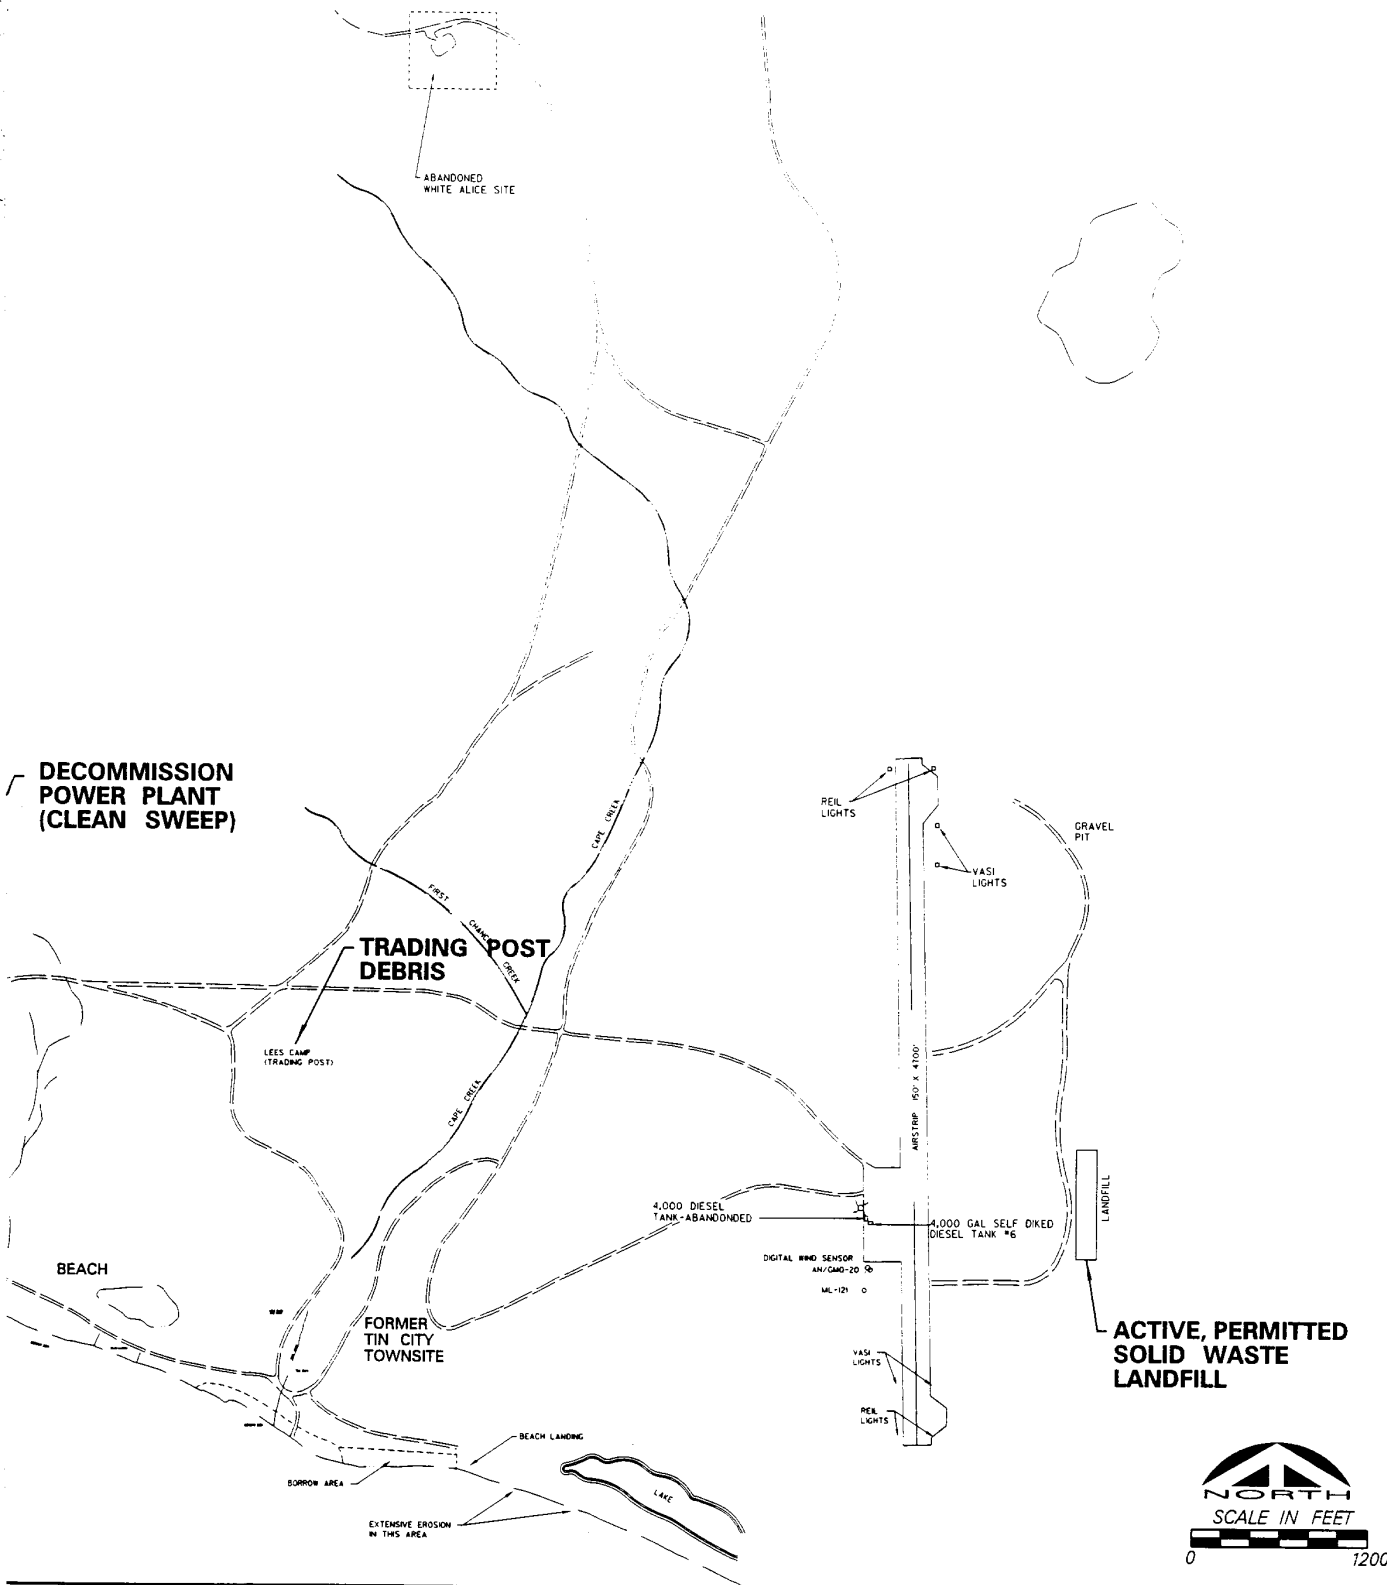 ABANDONED
WHITE ALICE SITE
DECOMMISSION
POWER PLANT
(CLEAN SWEEP)
REIL
LIGHTS
GRAVEL
PIT
VASI
LIGHTS
CAPE CREEK
FIRST CHANCE CREEK
TRADING POST
DEBRIS
LEES CAMP
(TRADING POST)
CAPE CREEK
AIRSTRIP 150' X 4700'
4,000 DIESEL
TANK-ABANDONDED
4,000 GAL SELF DIKED
DIESEL TANK #6
LANDFILL
DIGITAL WIND SENSOR
AN/GMQ-20
ML-121
BEACH
FORMER
TIN CITY
TOWNSITE
ACTIVE, PERMITTED
SOLID WASTE
LANDFILL
VASI
LIGHTS
REIL
LIGHTS
BEACH LANDING
BORROW AREA
LAKE
EXTENSIVE EROSION
IN THIS AREA
NORTH
SCALE IN FEET
0 1200